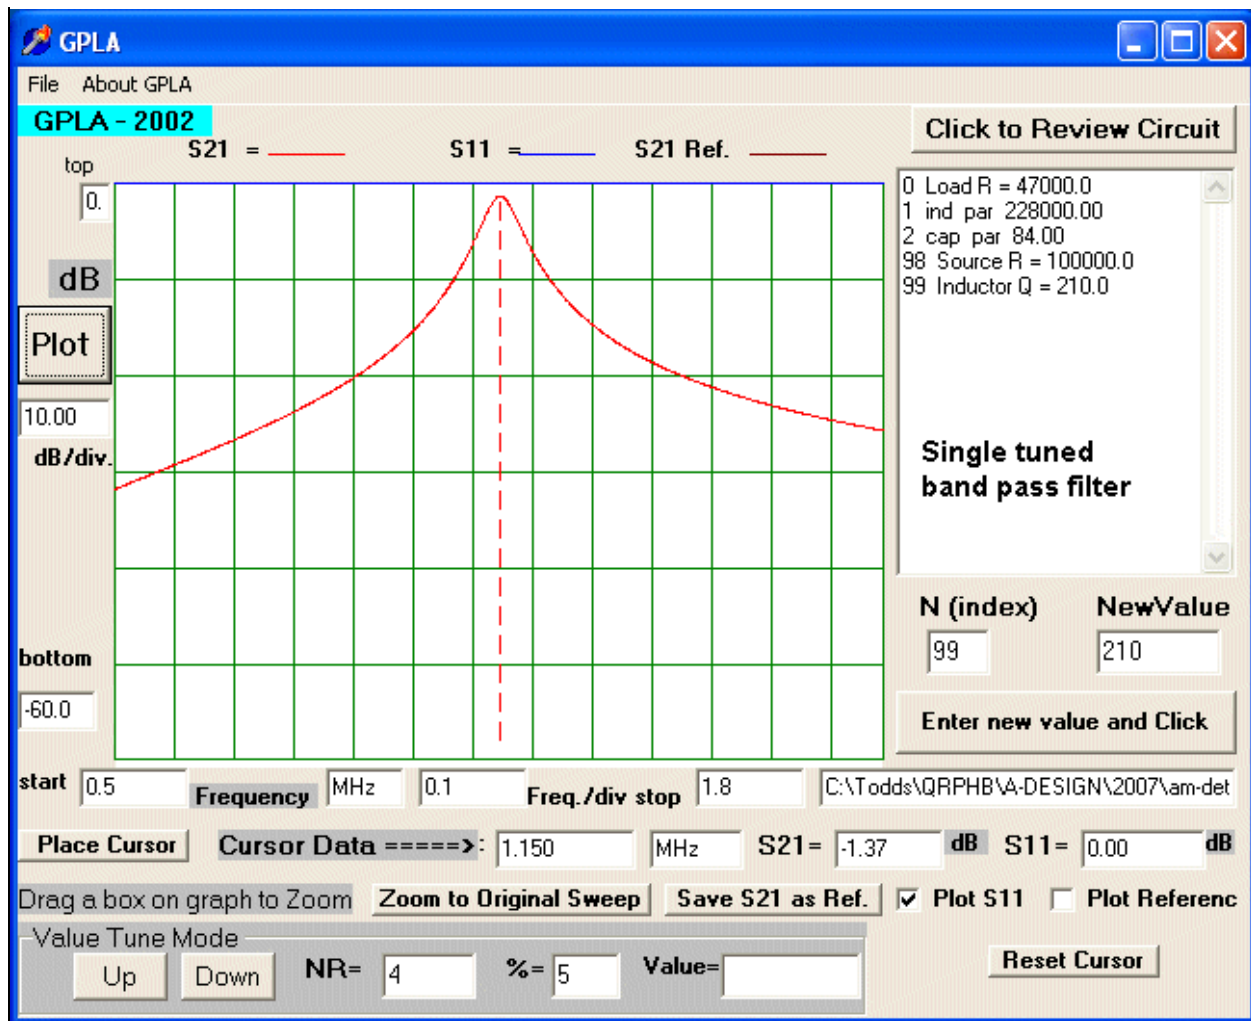 GPLA
File About GPLA
GPLA - 2002
Click to Review Circuit
S21 = S11 = S21 Ref.
top
0.
dB
Plot
10.00
dB/div.
bottom
-60.0
0 Load R = 47000.0
1 ind par 228000.00
2 cap par 84.00
98 Source R = 100000.0
99 Inductor Q = 210.0
Single tuned
band pass filter
N (index) NewValue
99 210
Enter new value and Click
start 0.5 Frequency MHz 0.1 Freq./div stop 1.8 C:\Todds\QRPHB\A-DESIGN\2007\am-det
Place Cursor Cursor Data =====>: 1.150 MHz S21= -1.37 dB S11= 0.00 dB
Drag a box on graph to Zoom Zoom to Original Sweep Save S21 as Ref. Plot S11 Plot Referenc
Value Tune Mode
Up Down NR= 4 %= 5 Value= Reset Cursor